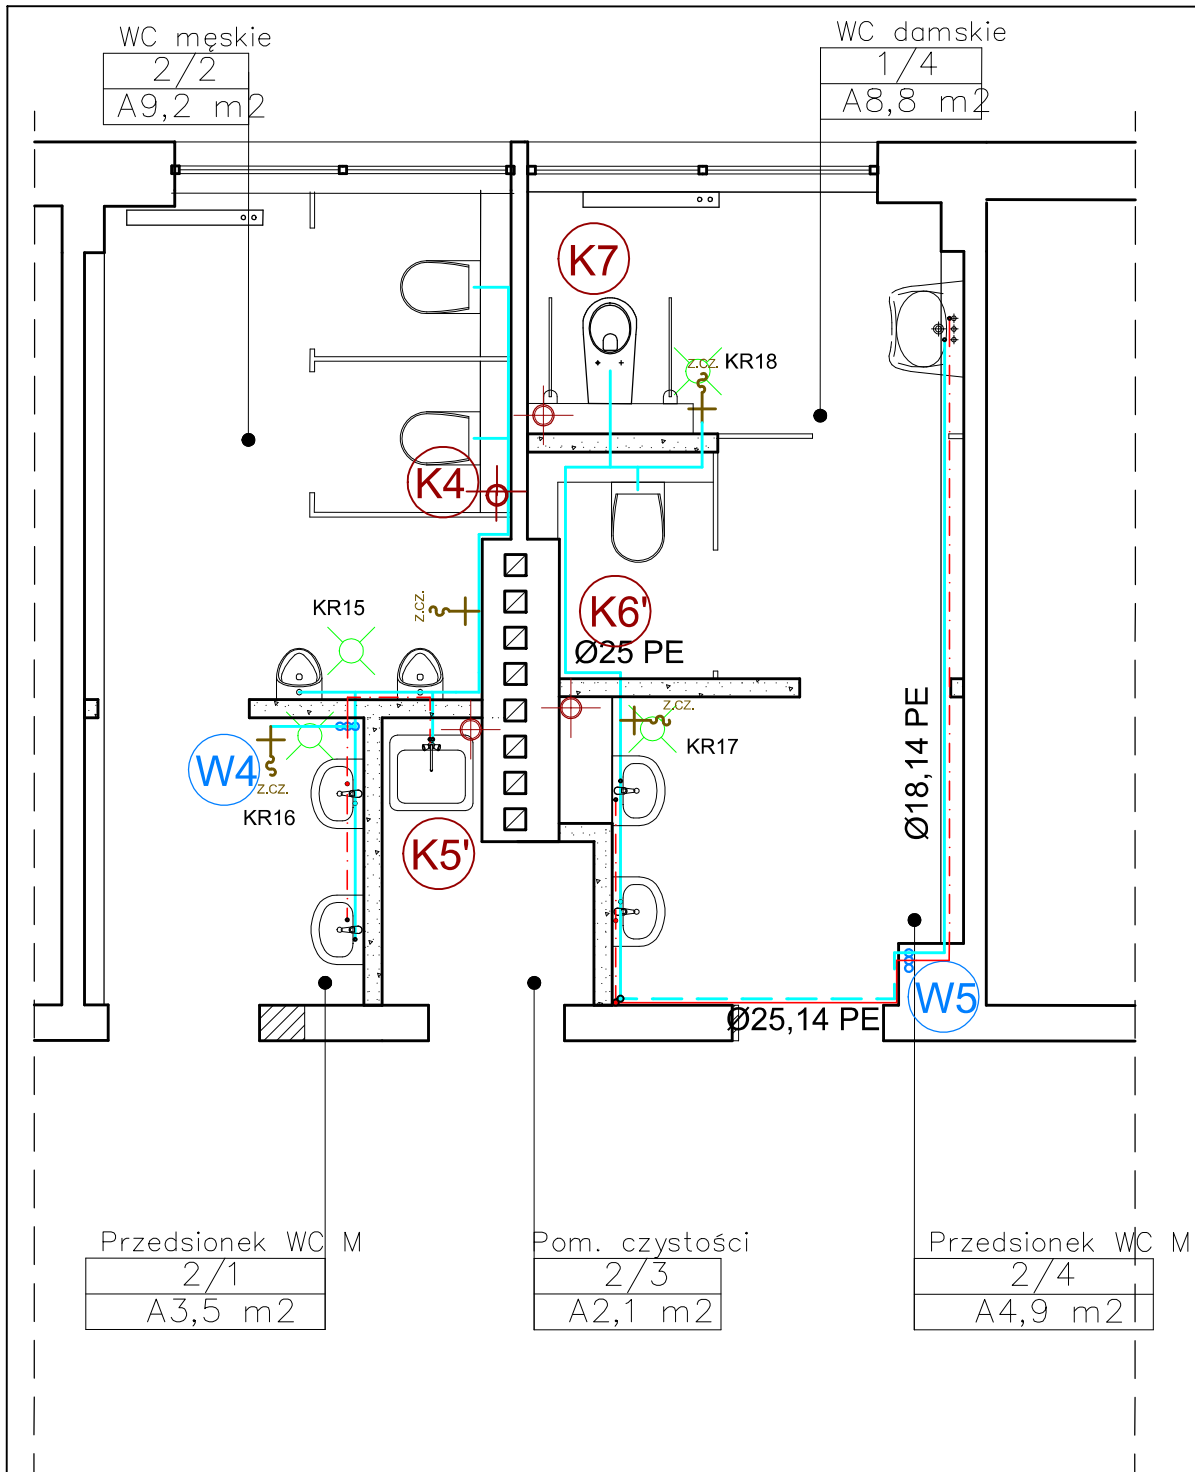 WC męskie
2/2
A9,2 m2
WC damskie
1/4
A8,8 m2
K7
z.cz.
KR18
K4
z.cz.
KR15
K6'
Ø25 PE
z.cz.
KR17
W4
z.cz.
KR16
Ø18,14 PE
K5'
W5
Ø25,14 PE
Przedsionek WC M
2/1
A3,5 m2
Pom. czystości
2/3
A2,1 m2
Przedsionek WC M
2/4
A4,9 m2